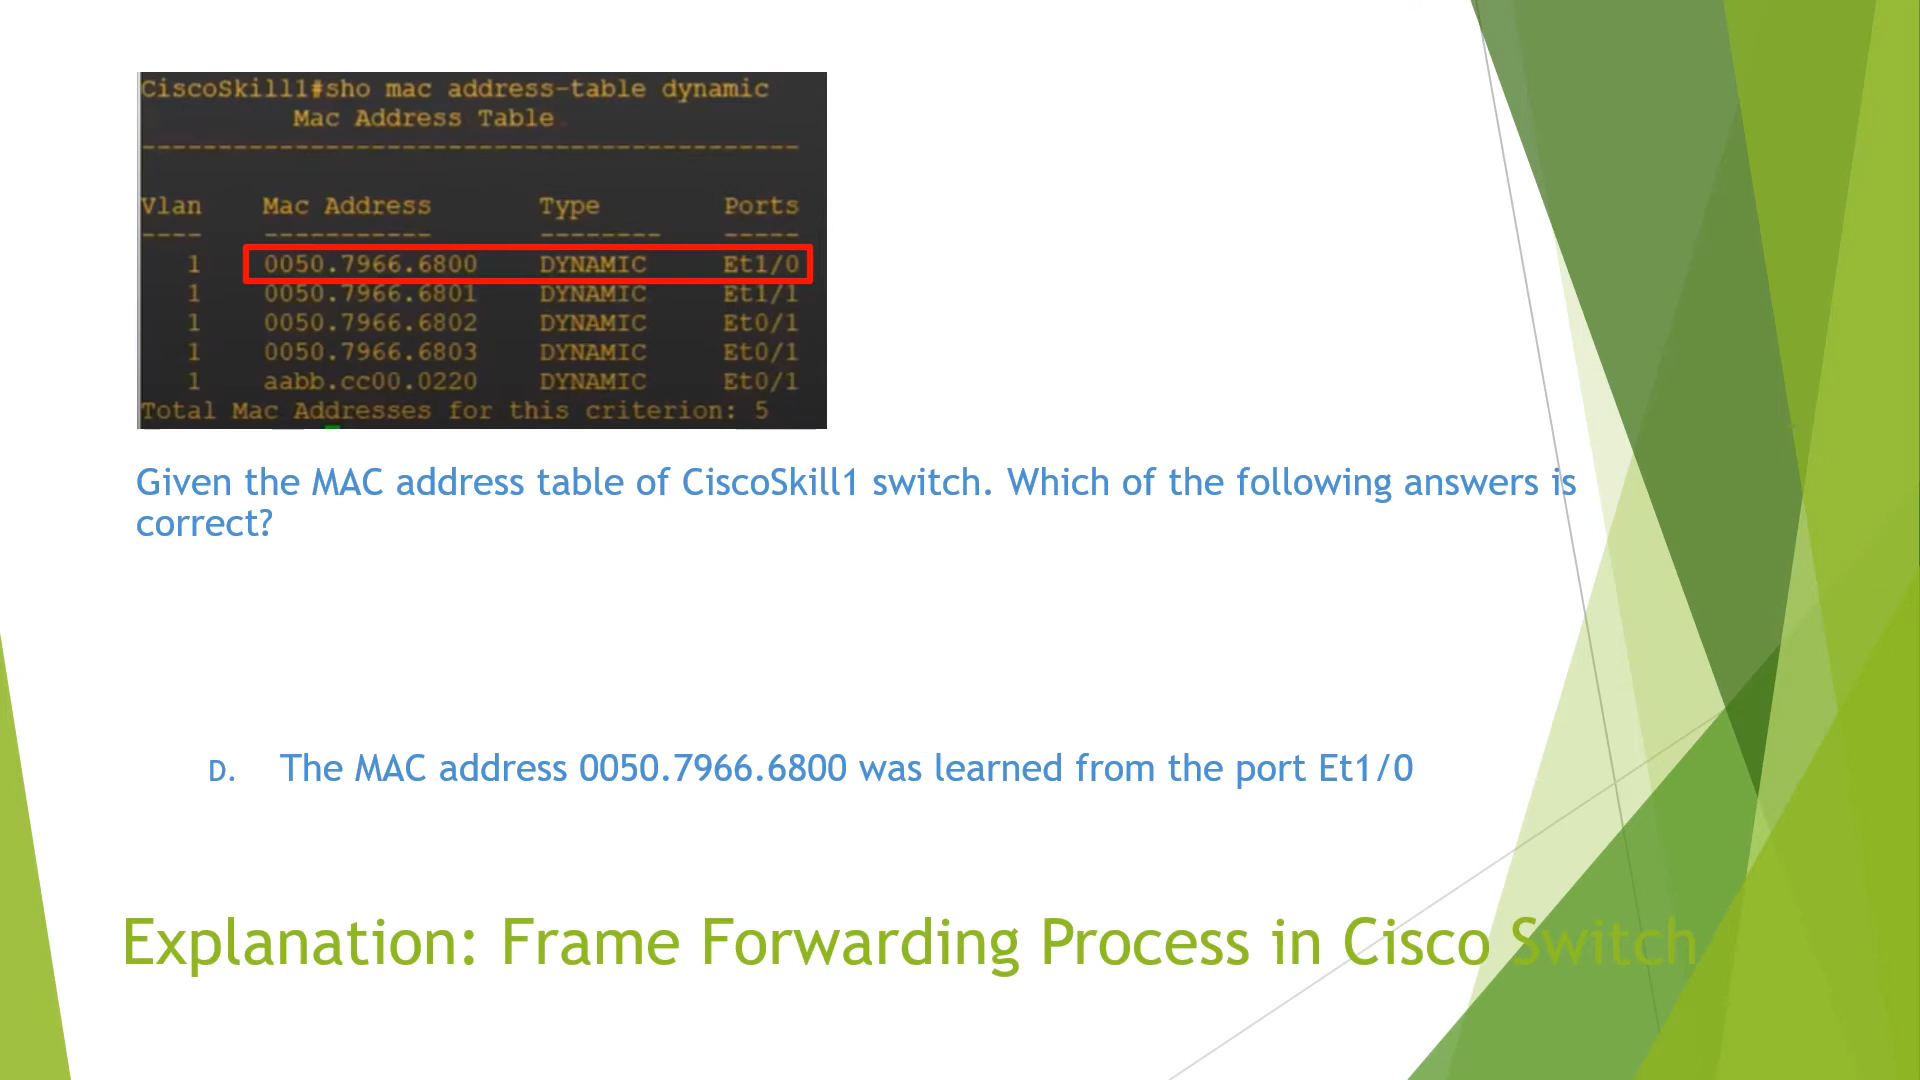 CiscoSkill1#sho mac address-table dynamic
Mac Address Table
-------------------------------------------
Vlan Mac Address Type Ports
---- ----------- -------- -----
1 0050.7966.6800 DYNAMIC Et1/0
1 0050.7966.6801 DYNAMIC Et1/1
1 0050.7966.6802 DYNAMIC Et0/1
1 0050.7966.6803 DYNAMIC Et0/1
1 aabb.cc00.0220 DYNAMIC Et0/1
Total Mac Addresses for this criterion: 5
Given the MAC address table of CiscoSkill1 switch. Which of the following answers is
correct?
D. The MAC address 0050.7966.6800 was learned from the port Et1/0
Explanation: Frame Forwarding Process in Cisco Switch